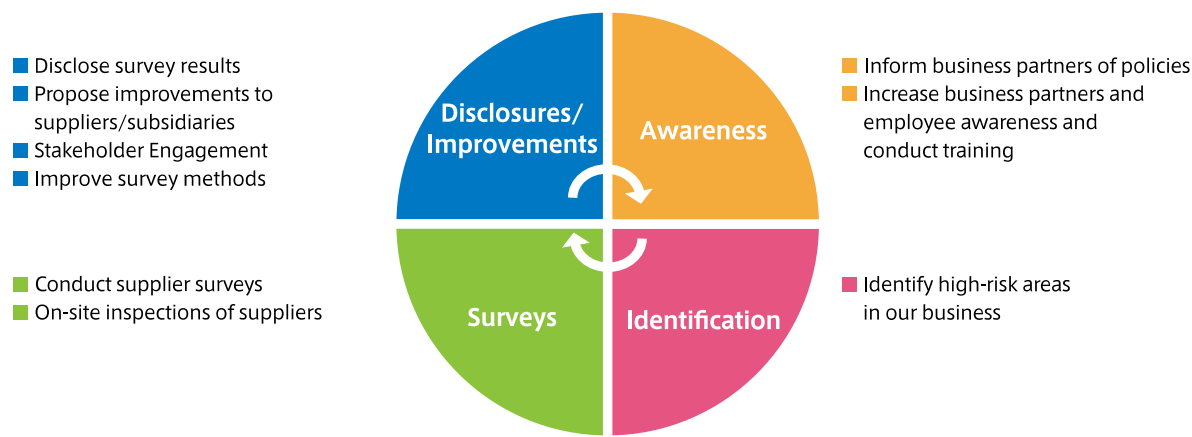 Disclose survey results
Propose improvements to
suppliers/subsidiaries
Stakeholder Engagement
Improve survey methods
Disclosures/
Improvements
Awareness
Inform business partners of policies
Increase business partners and
employee awareness and
conduct training
Conduct supplier surveys
On-site inspections of suppliers
Surveys
Identification
Identify high-risk areas
in our business